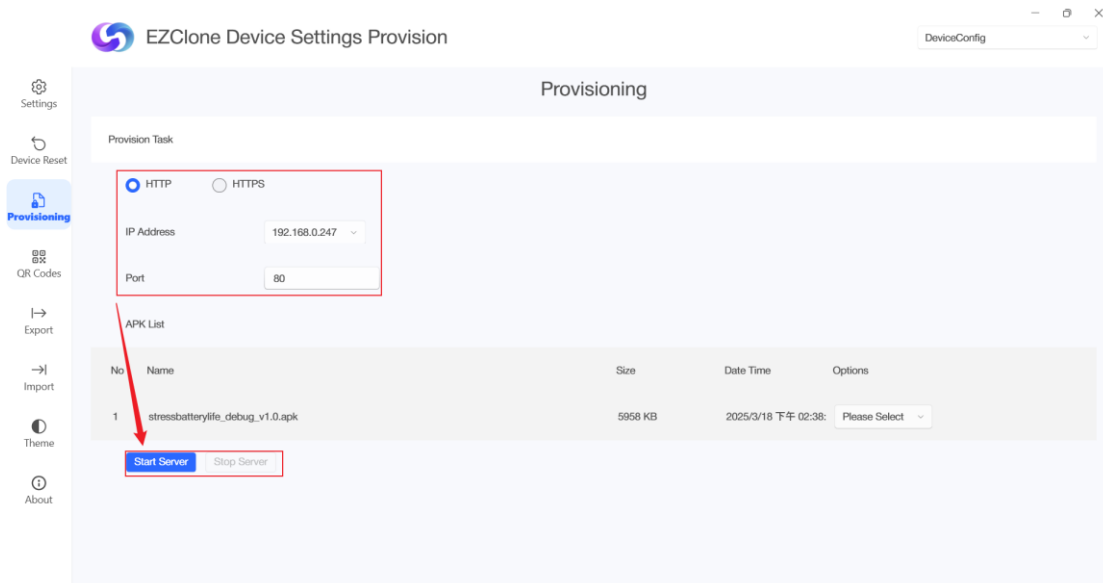 EZClone Device Settings Provision
DeviceConfig
Settings
Device Reset
Provisioning
QR Codes
Export
Import
Theme
About
Provisioning
Provision Task
HTTP HTTPS
IP Address 192.168.0.247
Port 80
APK List
No Name Size Date Time Options
1 stressbatterylife_debug_v1.0.apk 5958 KB 2025/3/18 下午 02:38: Please Select
Start Server Stop Server